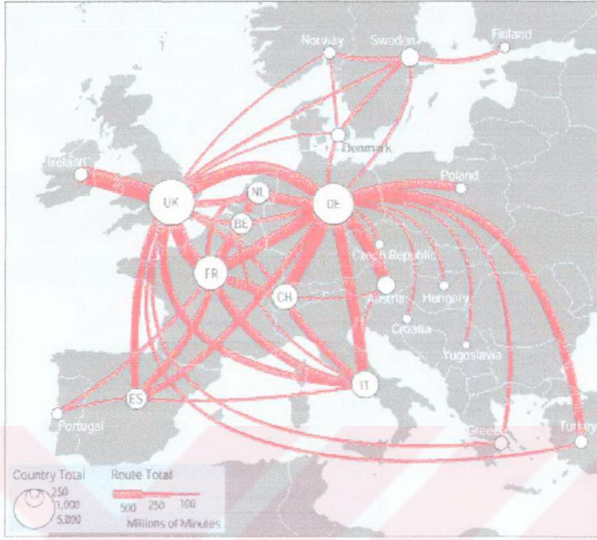 Norway
Sweden
Finland
Denmark
Ireland
UK
NL
DE
Poland
BE
Czech Republic
FR
CH
Austria
Hungary
Croatia
Yugoslawa
IT
ES
Portugal
Greece
Turkey
Country Total
250
1,000
5,000
Route Total
500 250 100
Millions of Minutes